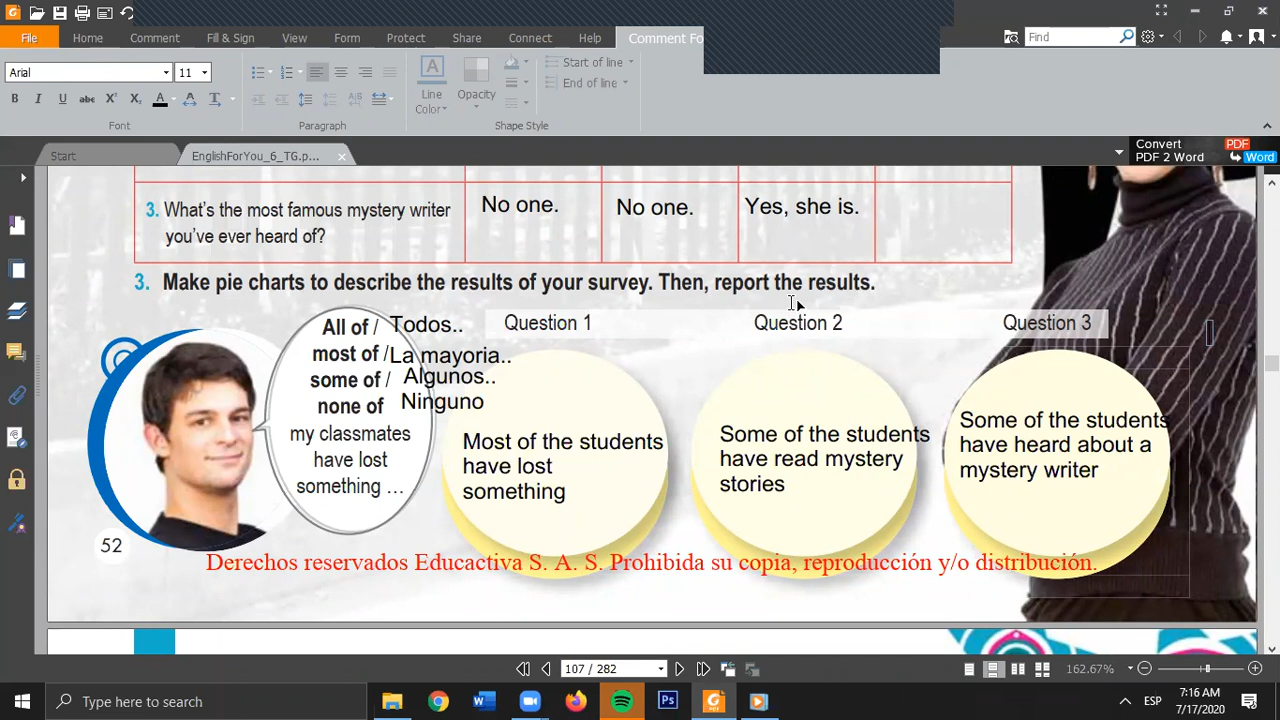 File Home Comment Fill & Sign View Form Protect Share Connect Help Comment Fo
Find
Arial 11
Line Color Opacity Start of line
End of line
Font Paragraph Shape Style
Start EnglishForYou_6_TG.p... Convert PDF 2 Word PDF Word
3. What's the most famous mystery writer
you've ever heard of?
No one. No one. Yes, she is.
3. Make pie charts to describe the results of your survey. Then, report the results.
All of /
most of /
some of /
none of
my classmates
have lost
something ...
Todos..
La mayoria..
Algunos..
Ninguno
Question 1 Question 2 Question 3
Most of the students
have lost
something
Some of the students
have read mystery
stories
Some of the students
have heard about a
mystery writer
52
Derechos reservados Educactiva S. A. S. Prohibida su copia, reproducción y/o distribución.
107 / 282 162.67%
Type here to search
ESP
7:16 AM
7/17/2020